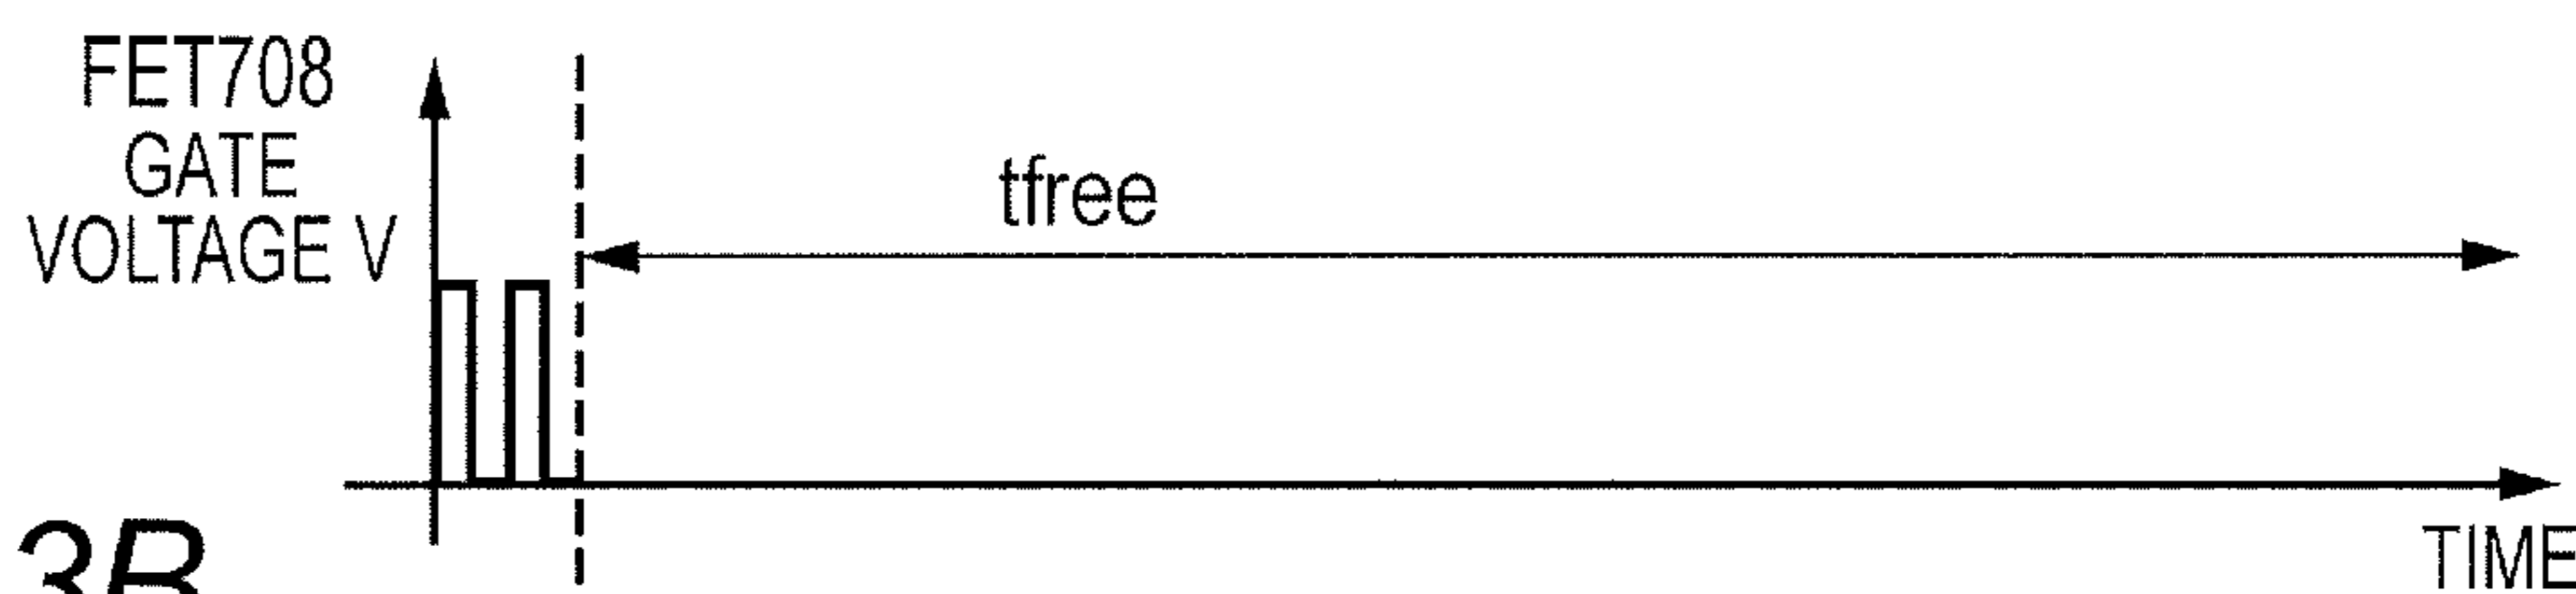 FET708
GATE
VOLTAGE V
tfree
TIME
3B